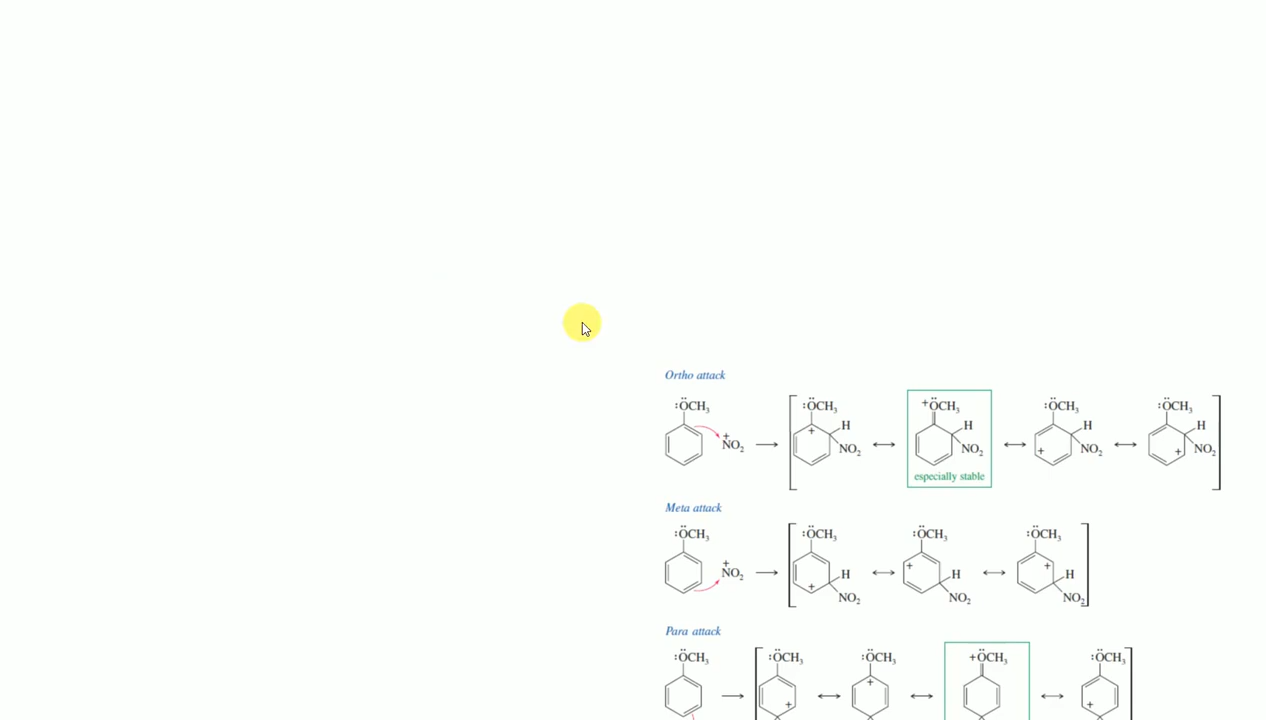 Ortho attack
:ÖCH₃ :ÖCH₃ +ÖCH₃ :ÖCH₃ :ÖCH₃
+ + H H H H
NO₂ NO₂ NO₂ + NO₂ + NO₂
especially stable
Meta attack
:ÖCH₃ :ÖCH₃ :ÖCH₃ :ÖCH₃
+ + +
NO₂ H H H
+ NO₂ NO₂ NO₂
Para attack
:ÖCH₃ :ÖCH₃ :ÖCH₃ +ÖCH₃ :ÖCH₃
+ + +